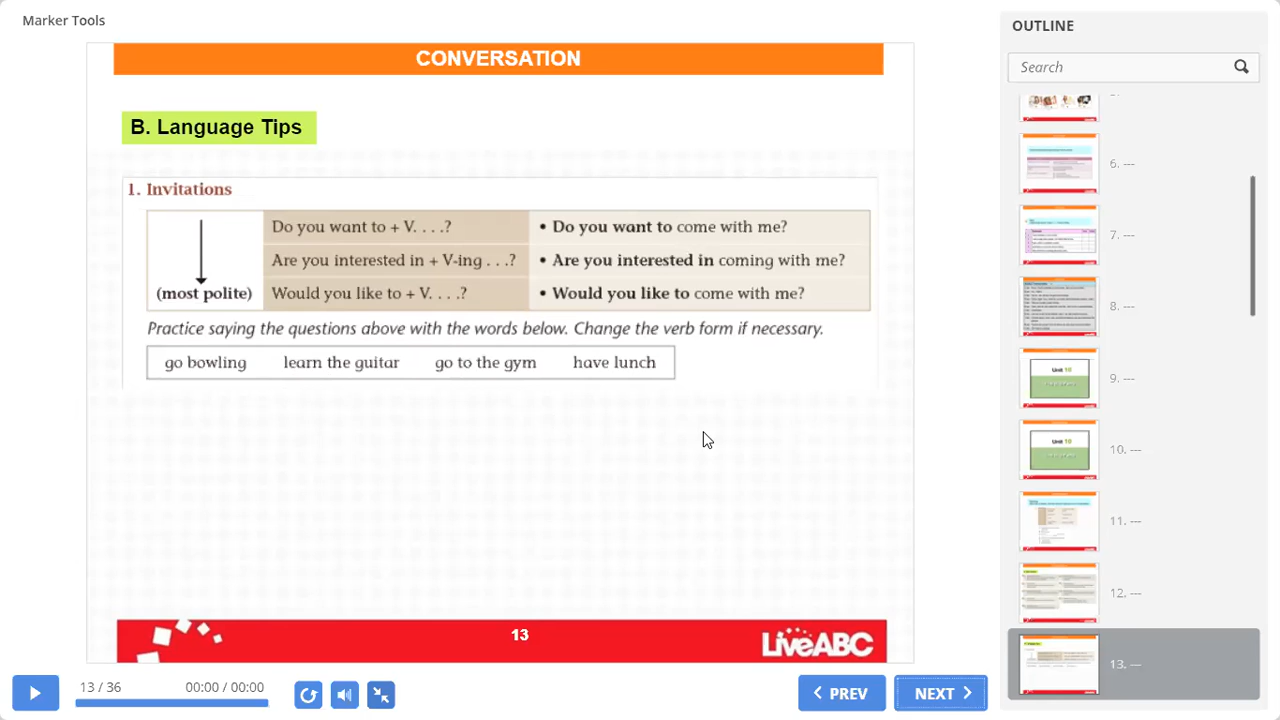 Marker Tools
CONVERSATION
B. Language Tips
1. Invitations
Do you want to + V. . . .? • Do you want to come with me?
Are you interested in + V-ing . . .? • Are you interested in coming with me?
(most polite) Would you like to + V. . . .? • Would you like to come with me?
Practice saying the questions above with the words below. Change the verb form if necessary.
go bowling learn the guitar go to the gym have lunch
13
LiveABC
13 / 36 00:00 / 00:00
PREV
NEXT
OUTLINE
Search
6. ---
7. ---
8. ---
9. ---
Unit 10
10. ---
Unit 10
11. ---
12. ---
13. ---